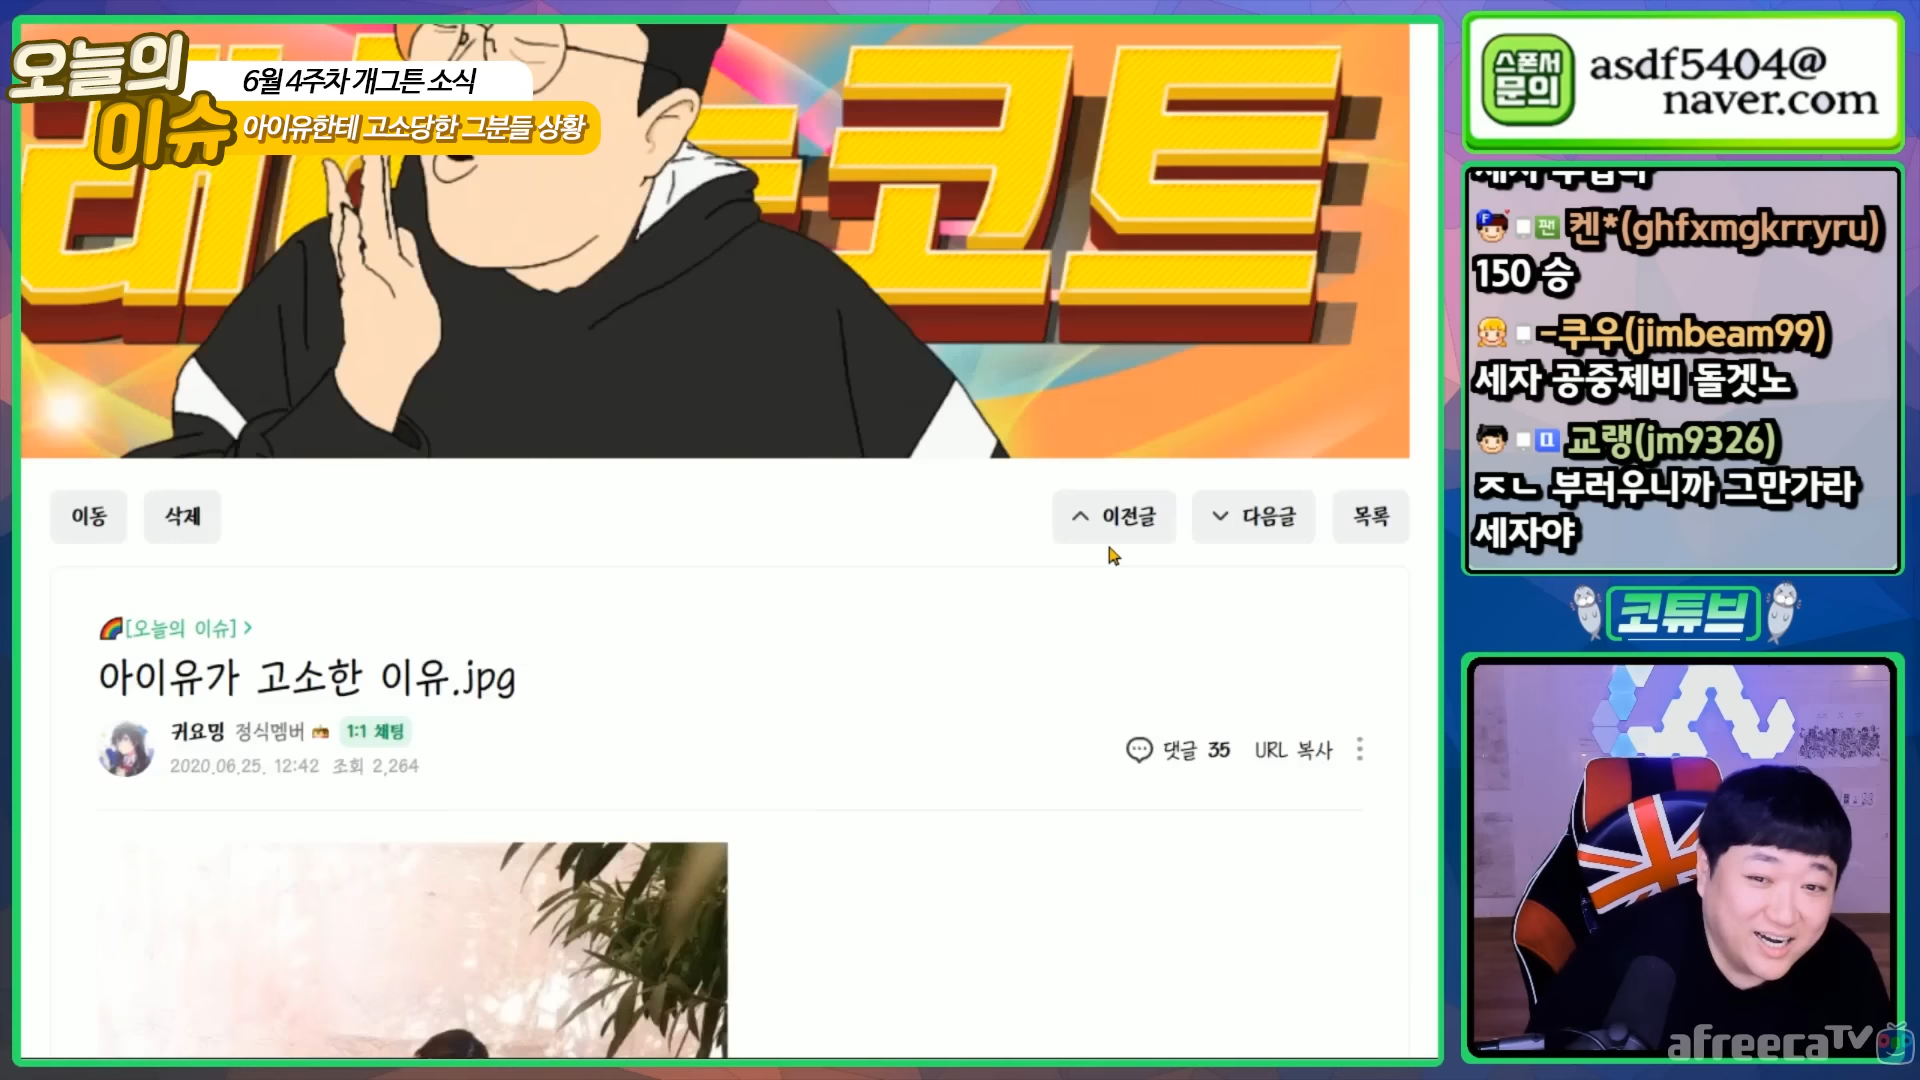 오늘의
이슈
6월 4주차 개그튼 소식
아이유한테 고소당한 그분들 상황
코트
이동
삭제
이전글
다음글
목록
[오늘의 이슈] >
아이유가 고소한 이유.jpg
귀요밍 정식멤버 1:1 채팅
2020.06.25. 12:42 조회 2,264
댓글 35 URL 복사
스폰서
문의
asdf5404@
naver.com
팬 켄*(ghfxmgkrryru)
150 승
-쿠우(jimbeam99)
세자 공중제비 돌겟노
교랭(jm9326)
ㅈㄴ 부러우니까 그만가라
세자야
코튜브
afreecaTV